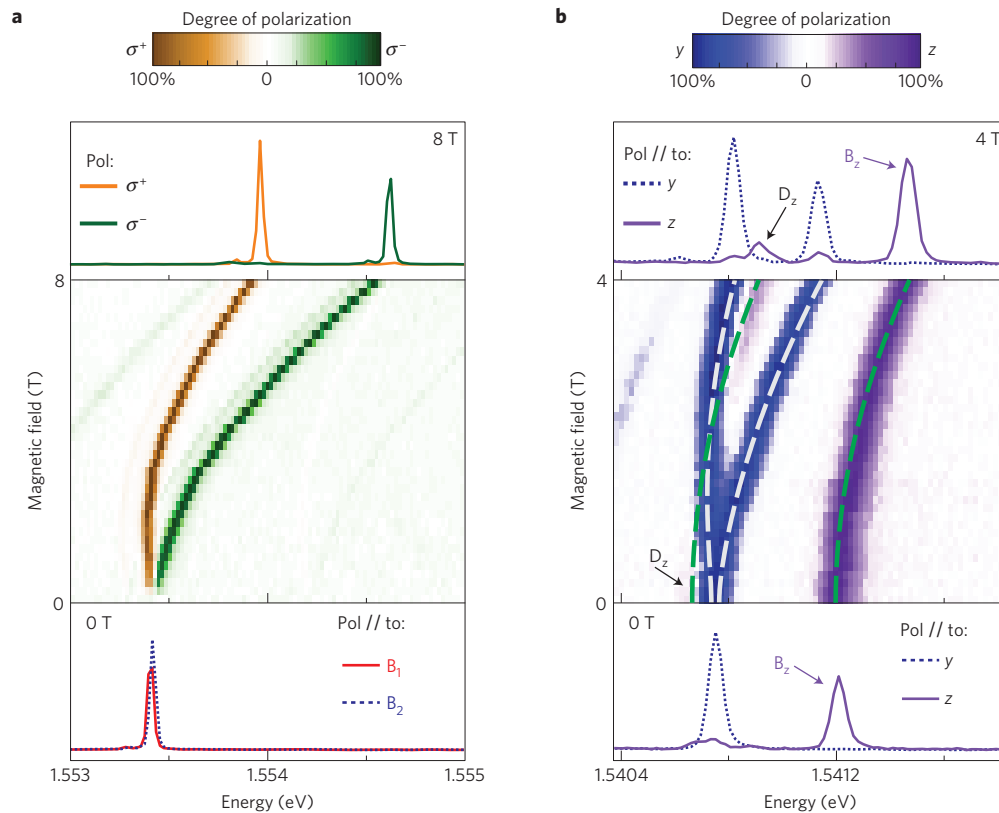 a
Degree of polarization
σ+ σ−
100% 0 100%
8 T
Pol:
σ+
σ−
8
Magnetic field (T)
0
0 T
Pol // to:
B1
B2
1.553 1.554 1.555
Energy (eV)
b
Degree of polarization
y z
100% 0 100%
4 T
Pol // to:
y
z
Dz
Bz
4
Magnetic field (T)
Dz
0
0 T
Pol // to:
y
z
Bz
1.5404 1.5412
Energy (eV)